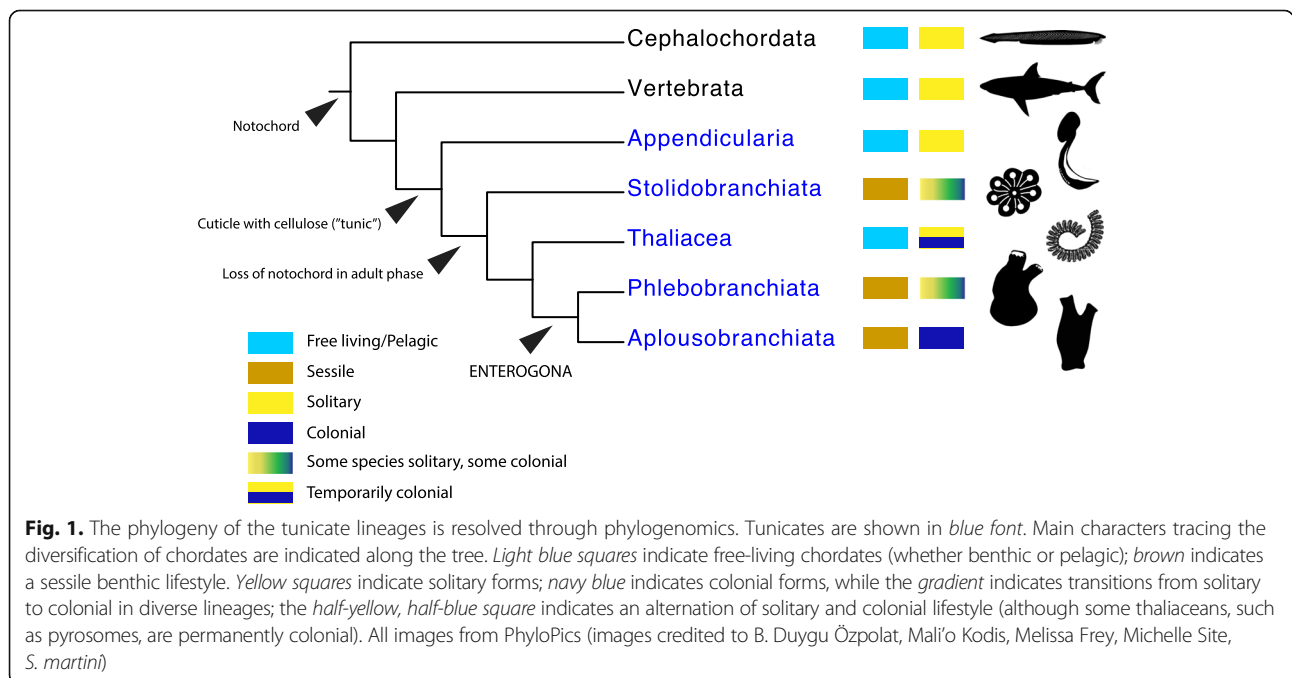 Cephalochordata
Vertebrata
Notochord
Appendicularia
Stolidobranchiata
Cuticle with cellulose ("tunic")
Thaliacea
Loss of notochord in adult phase
Phlebobranchiata
Aplousobranchiata
Free living/Pelagic
Sessile
ENTEROGONA
Solitary
Colonial
Some species solitary, some colonial
Temporarily colonial
Fig. 1. The phylogeny of the tunicate lineages is resolved through phylogenomics. Tunicates are shown in blue font. Main characters tracing the
diversification of chordates are indicated along the tree. Light blue squares indicate free-living chordates (whether benthic or pelagic); brown indicates
a sessile benthic lifestyle. Yellow squares indicate solitary forms; navy blue indicates colonial forms, while the gradient indicates transitions from solitary
to colonial in diverse lineages; the half-yellow, half-blue square indicates an alternation of solitary and colonial lifestyle (although some thaliaceans, such
as pyrosomes, are permanently colonial). All images from PhyloPics (images credited to B. Duygu Özpolat, Mali’o Kodis, Melissa Frey, Michelle Site,
S. martini)